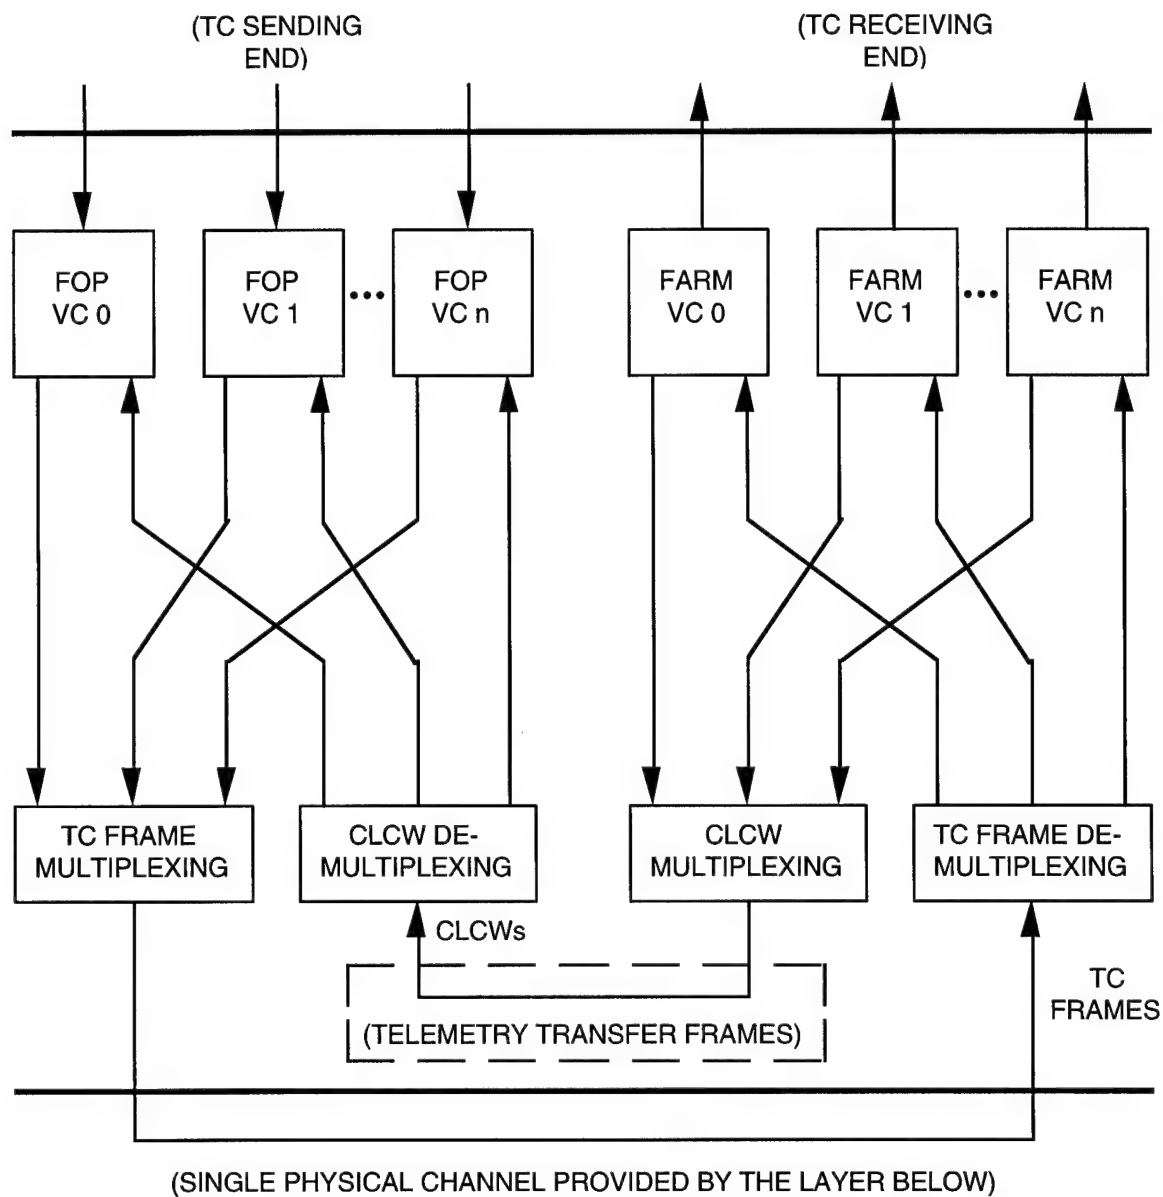 (TC SENDING
END)
(TC RECEIVING
END)
FOP
VC 0
FOP
VC 1
•••
FOP
VC n
FARM
VC 0
FARM
VC 1
•••
FARM
VC n
TC FRAME
MULTIPLEXING
CLCW DE-
MULTIPLEXING
CLCW
MULTIPLEXING
TC FRAME DE-
MULTIPLEXING
CLCWs
TC
FRAMES
(TELEMETRY TRANSFER FRAMES)
(SINGLE PHYSICAL CHANNEL PROVIDED BY THE LAYER BELOW)